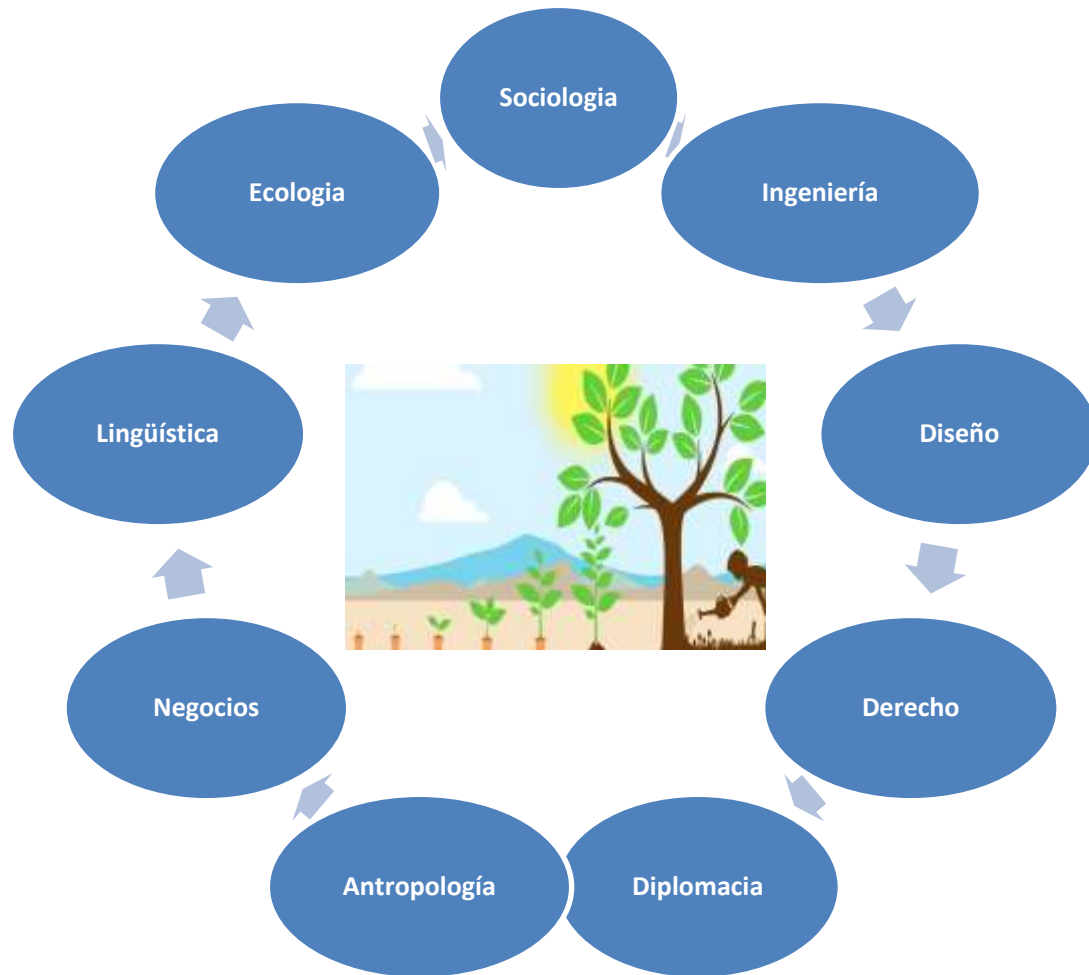 Sociologia
Ingeniería
Diseño
Derecho
Diplomacia
Antropología
Negocios
Lingüística
Ecologia